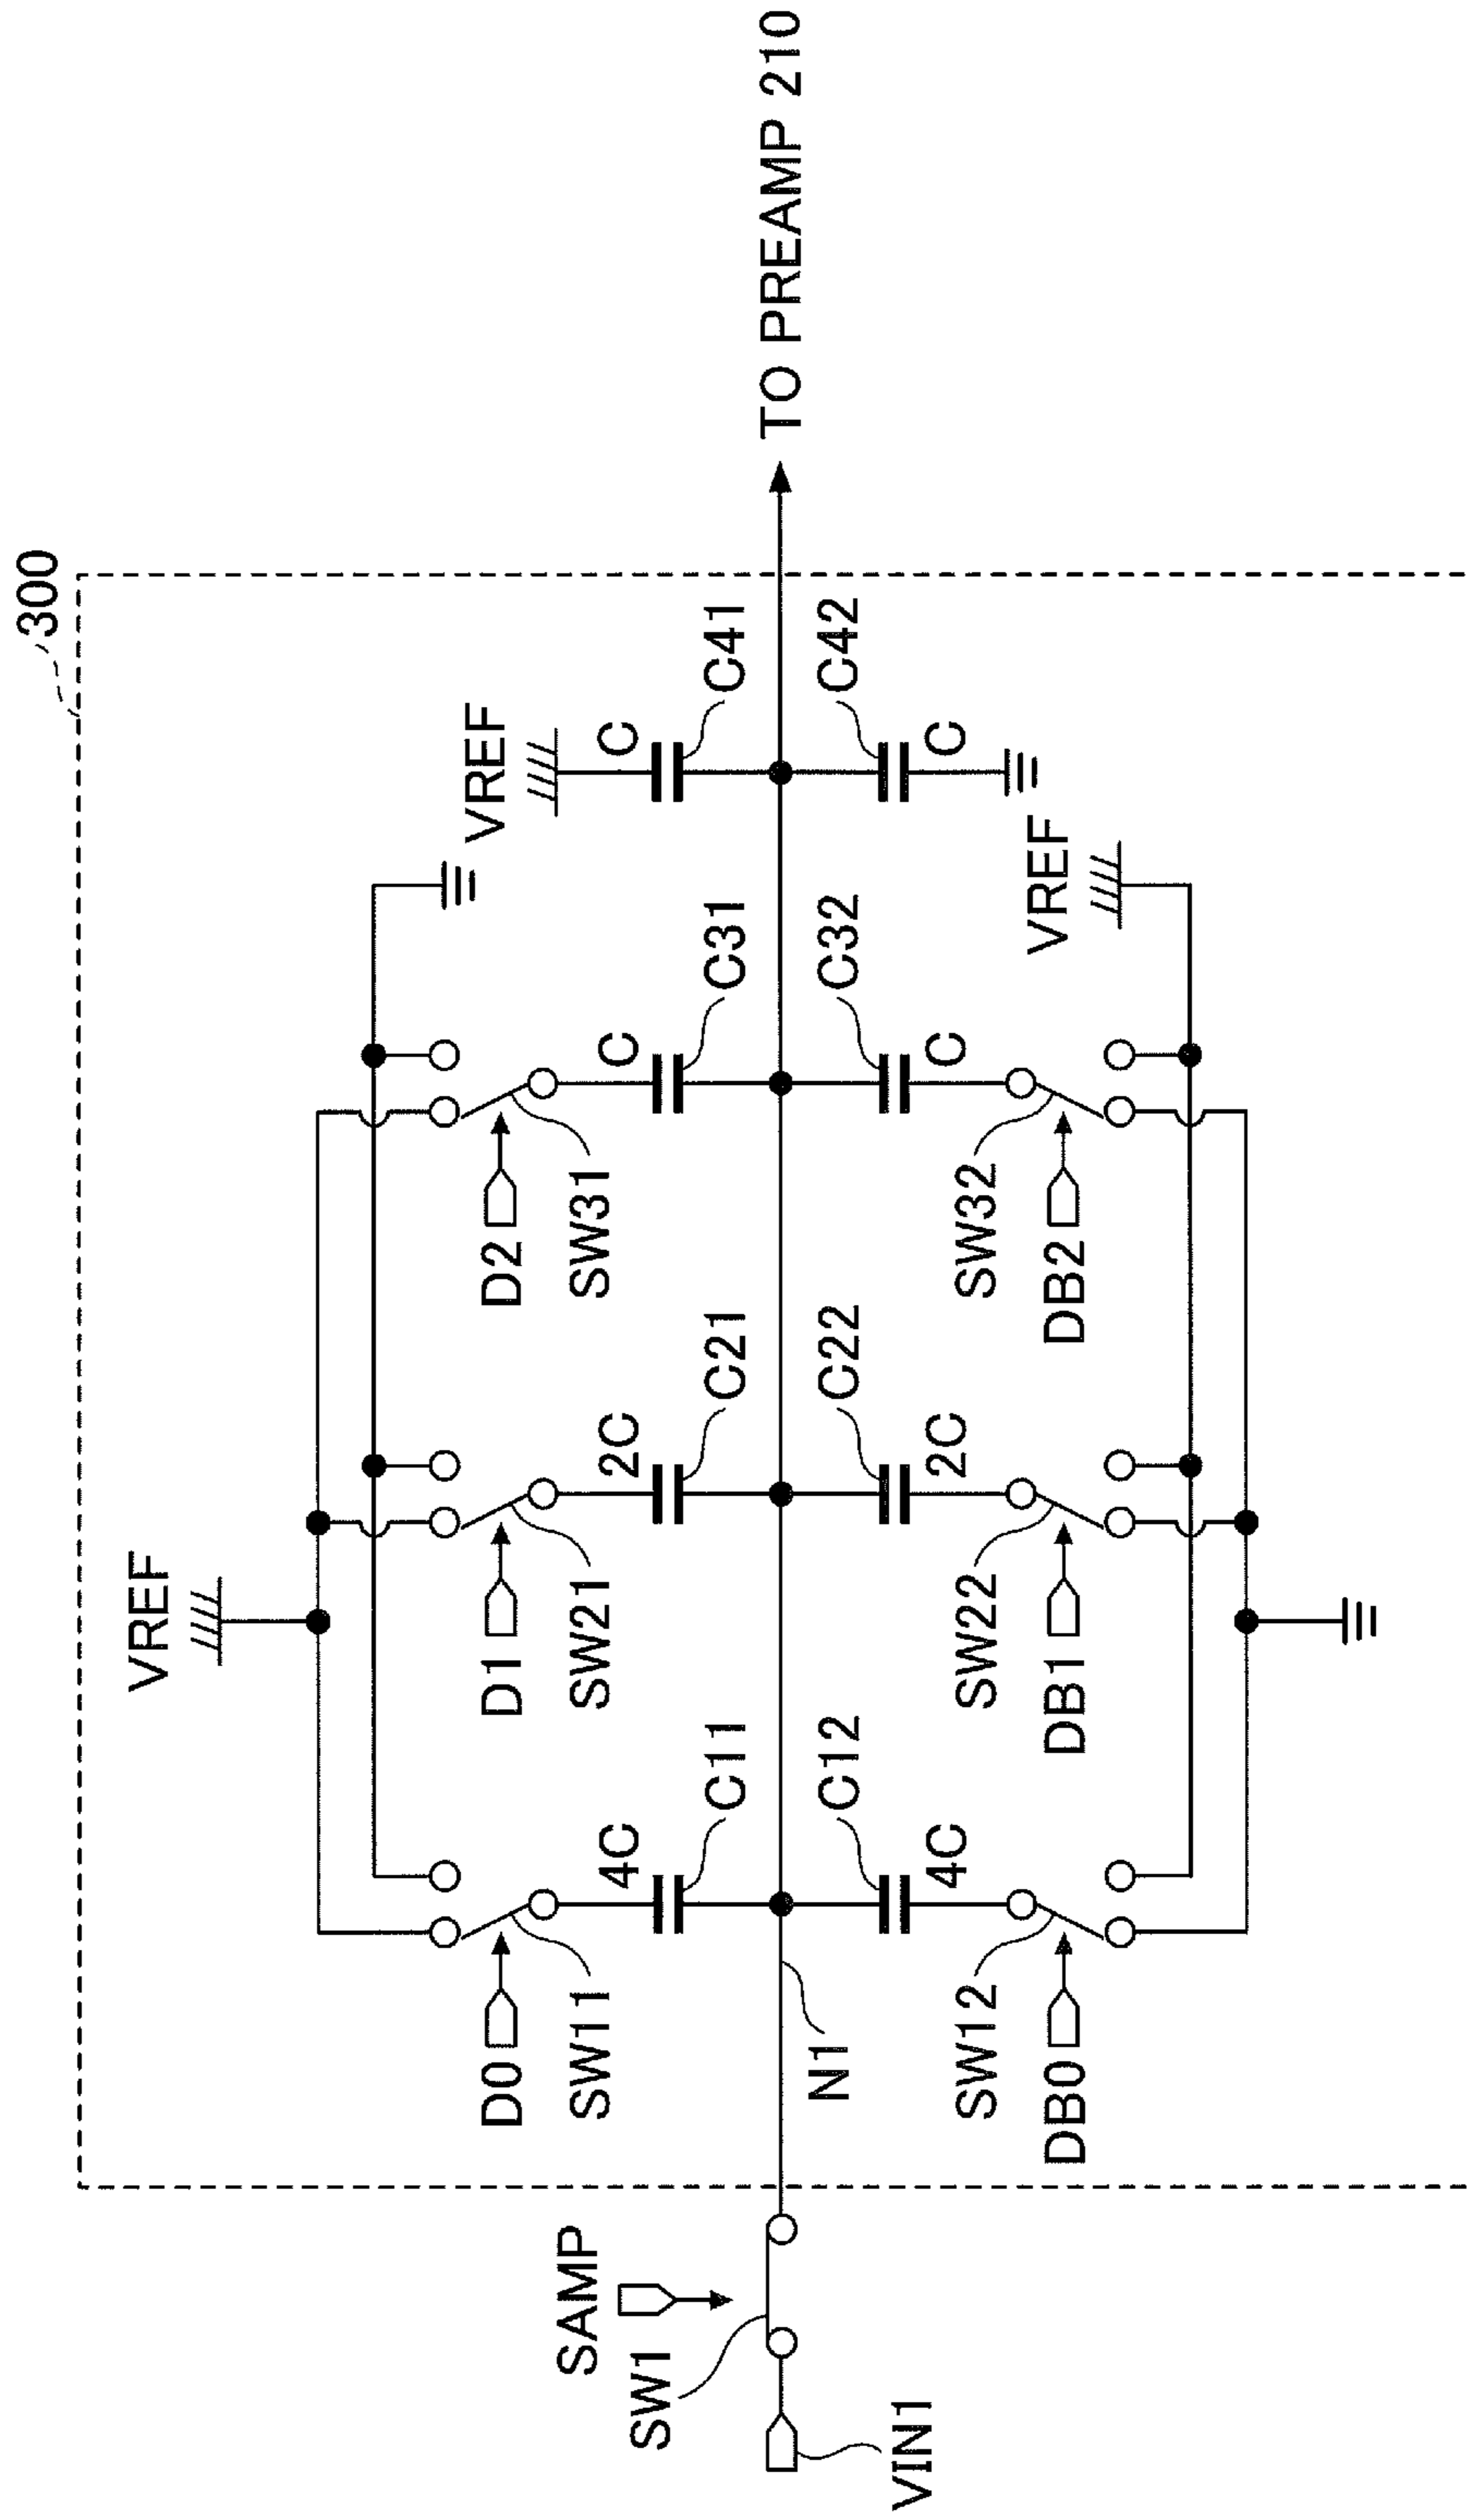 300
VREF
VREF
D0
D1
D2
SW11
SW21
SW31
4C
2C
C
C
C11
C21
C31
C41
SAMP
SW1
VIN1
N1
TO PREAMP 210
C12
C22
C32
C42
4C
2C
C
C
SW12
SW22
SW32
VREF
DB0
DB1
DB2